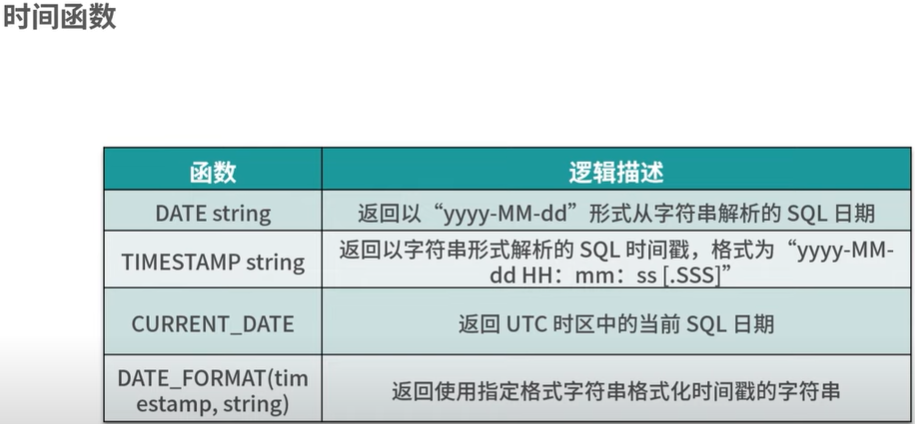 时间函数
函数
逻辑描述
DATE string
返回以“yyyy-MM-dd”形式从字符串解析的 SQL 日期
TIMESTAMP string
返回以字符串形式解析的 SQL 时间戳，格式为“yyyy-MM-
dd HH：mm：ss [.SSS]”
CURRENT_DATE
返回 UTC 时区中的当前 SQL 日期
DATE_FORMAT(tim
estamp, string)
返回使用指定格式字符串格式化时间戳的字符串